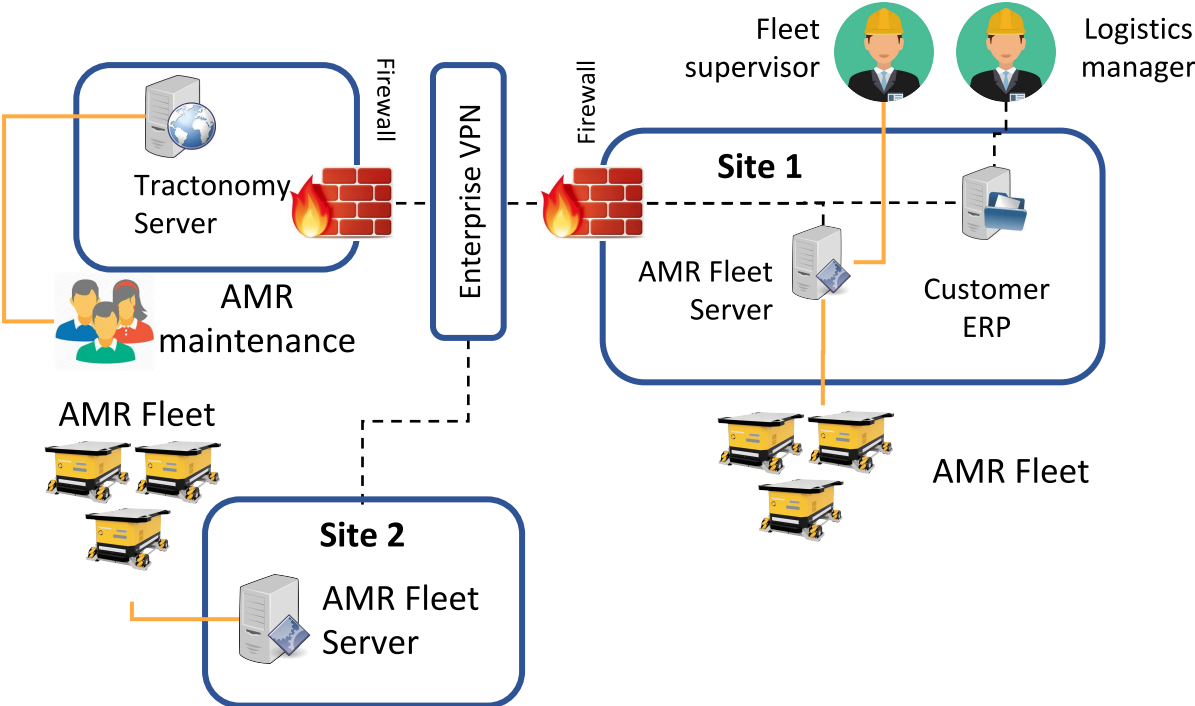 Fleet
supervisor
Logistics
manager
Firewall
Enterprise VPN
Firewall
Site 1
Tractonomy
Server
AMR Fleet
Server
Customer
ERP
AMR
maintenance
AMR Fleet
AMR Fleet
Site 2
AMR Fleet
Server